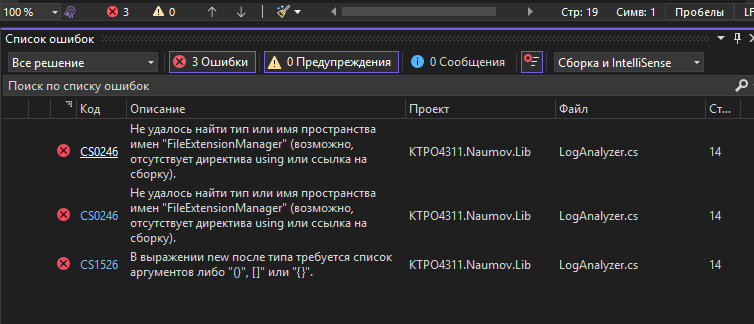 100 %
3
0
Стр: 19
Симв: 1
Пробелы
LF
Список ошибок
Все решение
3 Ошибки
0 Предупреждения
0 Сообщения
Сборка и IntelliSense
Поиск по списку ошибок
Код
Описание
Проект
Файл
Ст...
CS0246
Не удалось найти тип или имя пространства
имен "FileExtensionManager" (возможно,
отсутствует директива using или ссылка на
сборку).
КТРО4311.Naumov.Lib
LogAnalyzer.cs
14
CS0246
Не удалось найти тип или имя пространства
имен "FileExtensionManager" (возможно,
отсутствует директива using или ссылка на
сборку).
КТРО4311.Naumov.Lib
LogAnalyzer.cs
14
CS1526
В выражении new после типа требуется список
аргументов либо "()", [] или "{}".
КТРО4311.Naumov.Lib
LogAnalyzer.cs
14